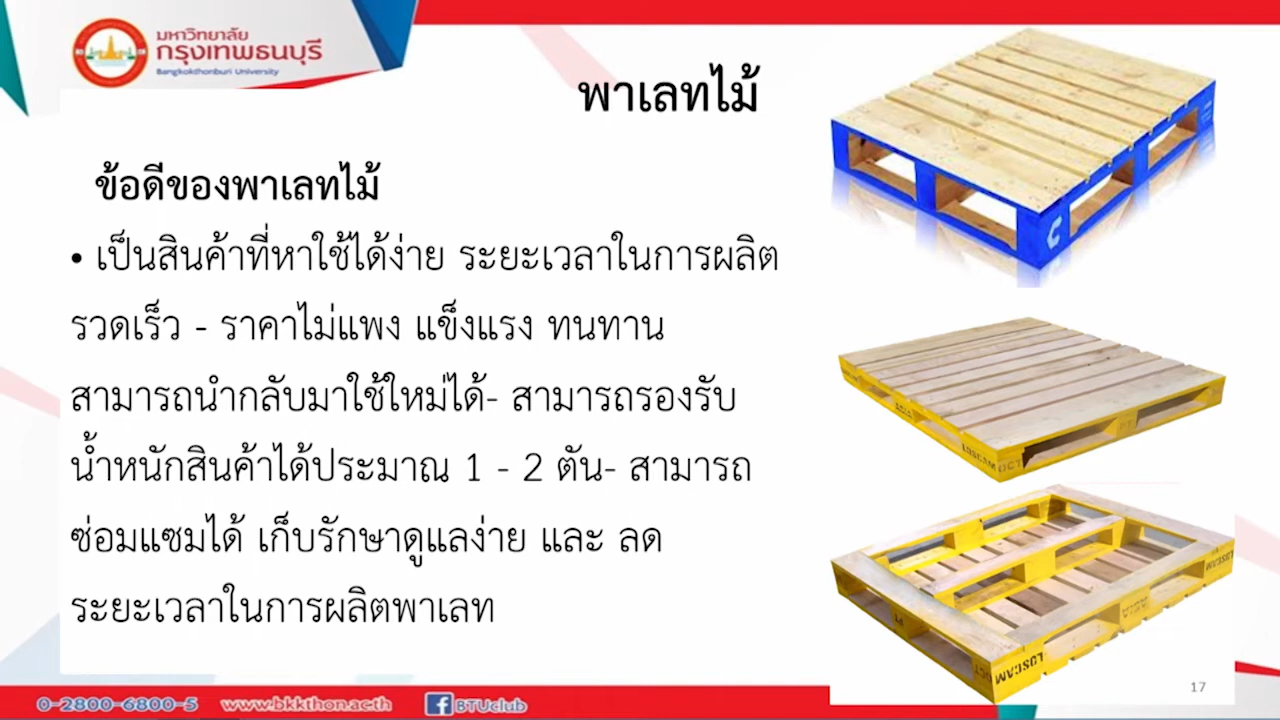 มหาวิทยาลัย
กรุงเทพธนบุรี
Bangkokthonburi University
พาเลทไม้
ข้อดีของพาเลทไม้
• เป็นสินค้าที่หาใช้ได้ง่าย ระยะเวลาในการผลิต
รวดเร็ว - ราคาไม่แพง แข็งแรง ทนทาน
สามารถนำกลับมาใช้ใหม่ได้- สามารถรองรับ
น้ำหนักสินค้าได้ประมาณ 1 - 2 ตัน- สามารถ
ซ่อมแซมได้ เก็บรักษาดูแลง่าย และ ลด
ระยะเวลาในการผลิตพาเลท
LOSCAM
LOSCAM
LOSCAM
17
0-2800-6800-5 www.bkkthon.ac.th BTUclub